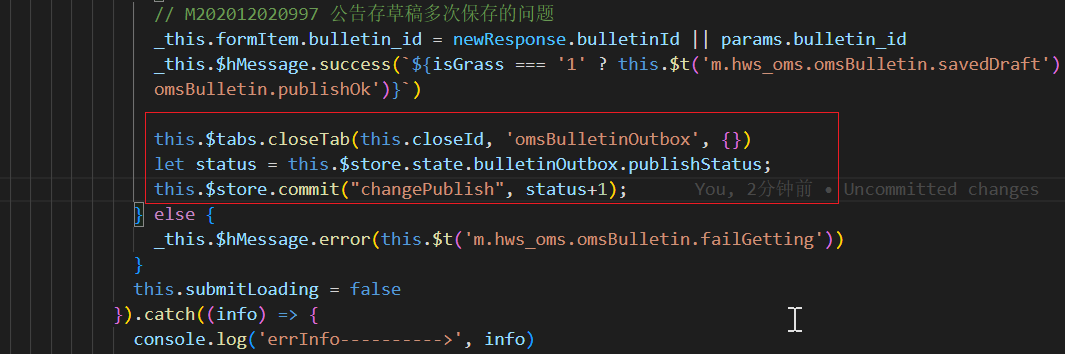 // M202012020997 公告存草稿多次保存的问题
_this.formItem.bulletin_id = newResponse.bulletinId || params.bulletin_id
_this.$hMessage.success(`${isGrass === '1' ? this.$t('m.hws_oms.omsBulletin.savedDraft')
omsBulletin.publishOk')}`)
this.$tabs.closeTab(this.closeId, 'omsBulletinOutbox', {})
let status = this.$store.state.bulletinOutbox.publishStatus;
this.$store.commit("changePublish", status+1); You, 2分钟前 • Uncommitted changes
} else {
_this.$hMessage.error(this.$t('m.hws_oms.omsBulletin.failGetting'))
}
this.submitLoading = false
}).catch((info) => {
console.log('errInfo---------->', info)